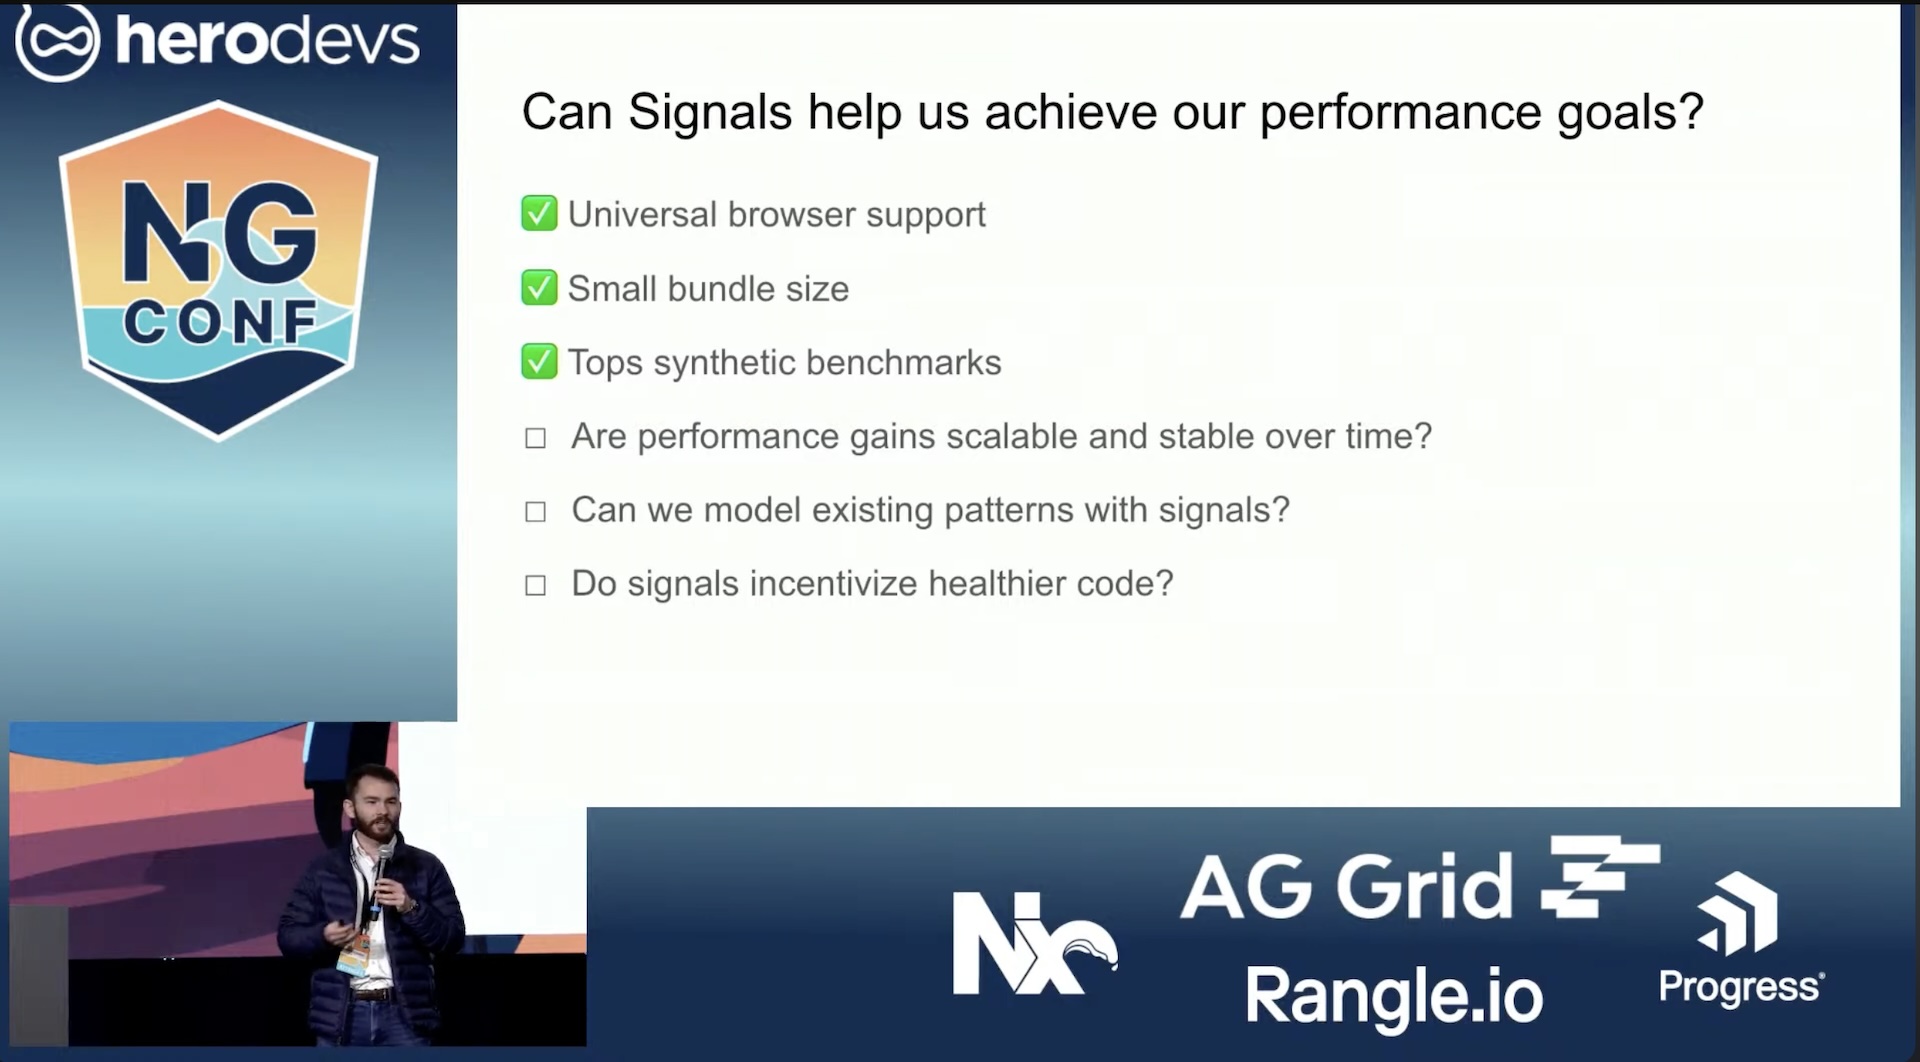 herodevs
NG
CONF
Can Signals help us achieve our performance goals?
✅ Universal browser support
✅ Small bundle size
✅ Tops synthetic benchmarks
☐ Are performance gains scalable and stable over time?
☐ Can we model existing patterns with signals?
☐ Do signals incentivize healthier code?
Nx
AG Grid
Rangle.io
Progress®